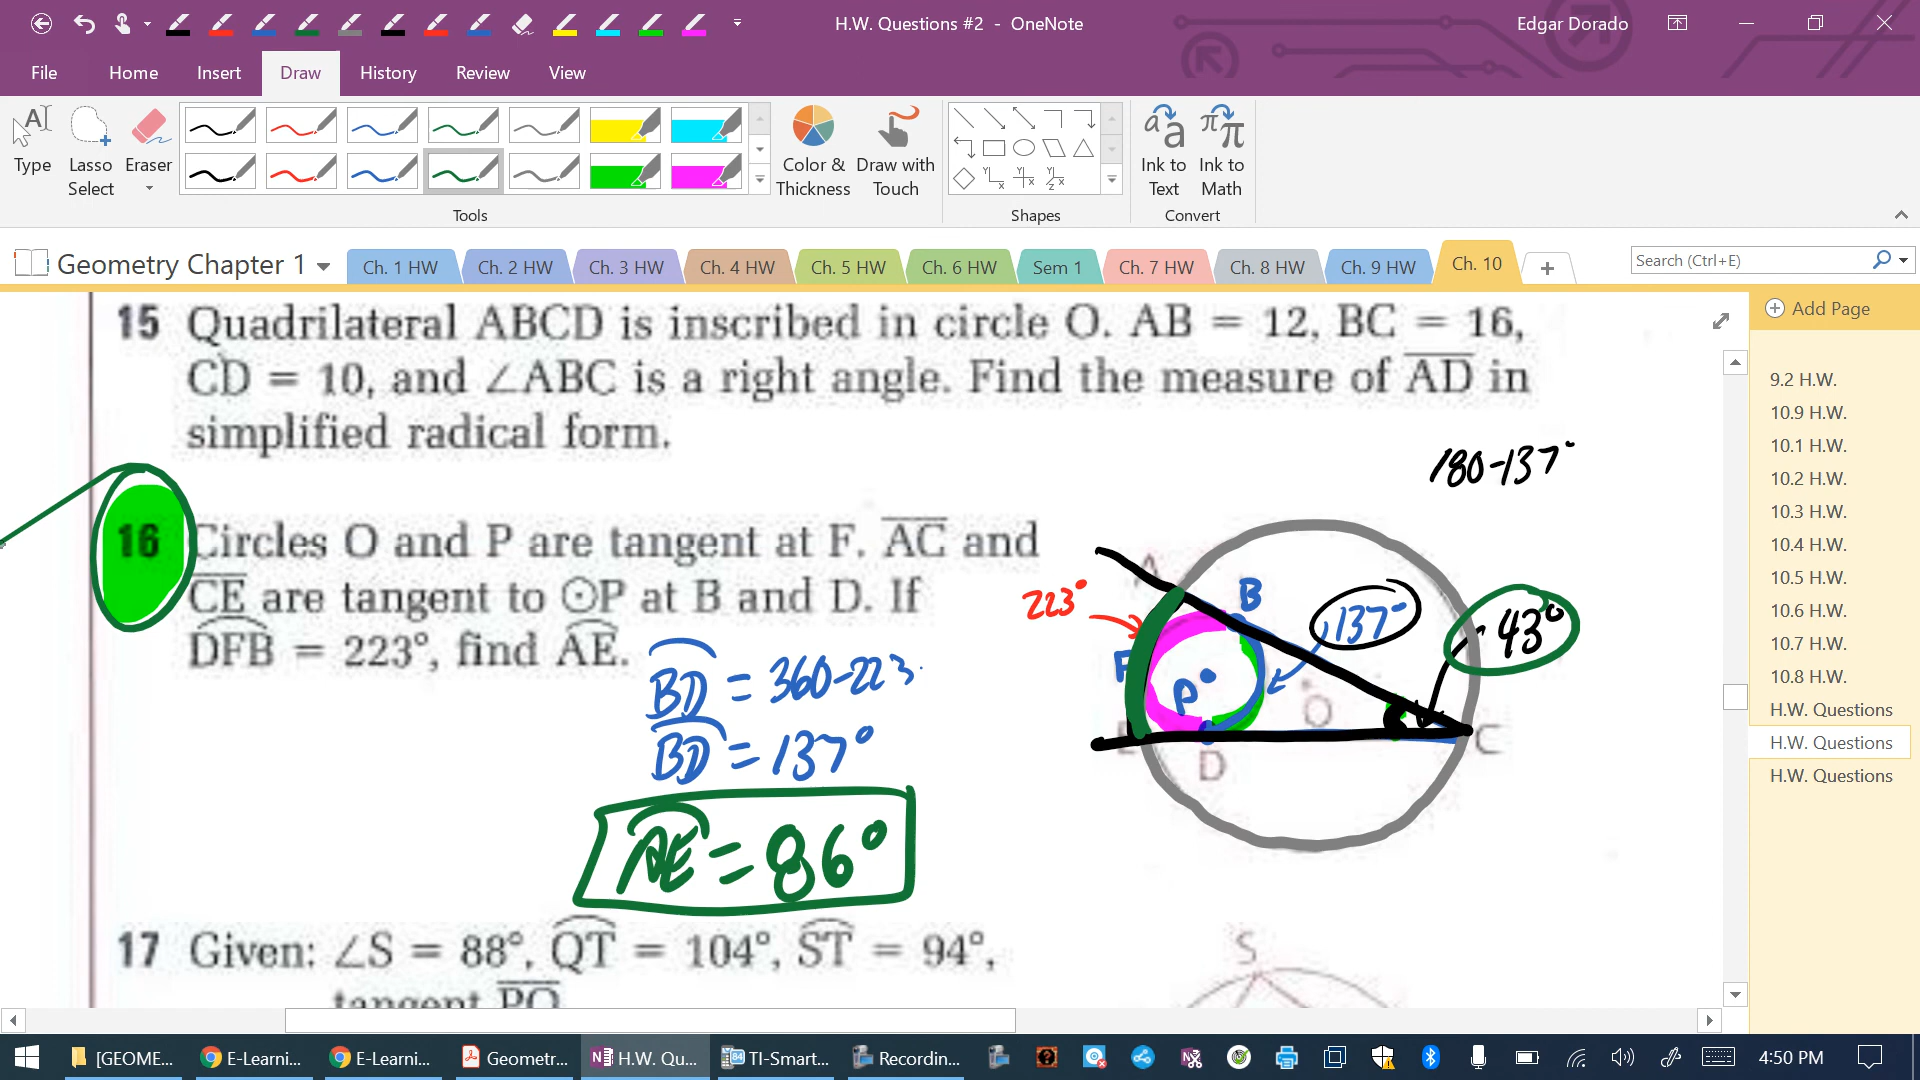 H.W. Questions #2 - OneNote
Edgar Dorado
File Home Insert Draw History Review View
Type
Lasso Select
Eraser
Color & Thickness
Draw with Touch
Ink to Text
Ink to Math
Tools
Shapes
Convert
Geometry Chapter 1
Ch. 1 HW Ch. 2 HW Ch. 3 HW Ch. 4 HW Ch. 5 HW Ch. 6 HW Sem 1 Ch. 7 HW Ch. 8 HW Ch. 9 HW Ch. 10
Search (Ctrl+E)
Add Page
9.2 H.W.
10.9 H.W.
10.1 H.W.
10.2 H.W.
10.3 H.W.
10.4 H.W.
10.5 H.W.
10.6 H.W.
10.7 H.W.
10.8 H.W.
H.W. Questions
H.W. Questions
H.W. Questions
15 Quadrilateral ABCD is inscribed in circle O. AB = 12, BC = 16,
CD = 10, and ∠ABC is a right angle. Find the measure of AD in
simplified radical form.
180-137°
16 Circles O and P are tangent at F. AC and
CE are tangent to ⊙P at B and D. If
DFB = 223°, find AE.
BD = 360-223
BD = 137°
AE = 86°
A
223°
B
137°
43°
F
P
O
E
D
C
17 Given: ∠S = 88°, QT = 104°, ST = 94°,
tangent PQ
S
[GEOME... E-Learni... E-Learni... Geometr... H.W. Qu... TI-Smart... Recordin... 4:50 PM